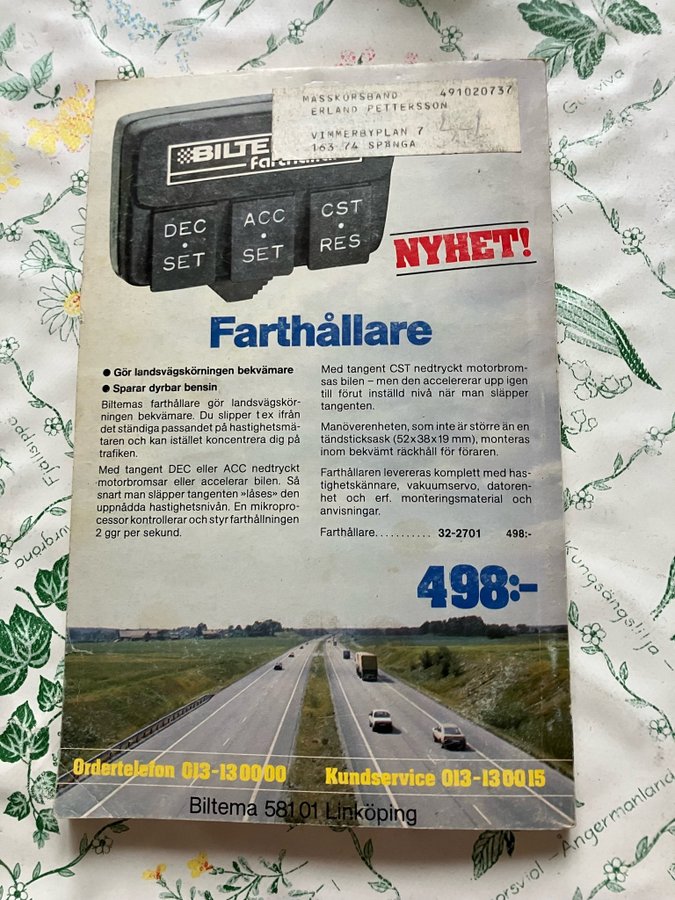 MASSKORSBAND 491020737
ERLAND PETTERSSON
VIMMERBYPLAN 7
163 74 SPÅNGA
BILTE
DEC
SET
ACC
SET
CST
RES
NYHET!
Farthållare
● Gör landsvägskörningen bekvämare
● Sparar dyrbar bensin
Biltemas farthållare gör landsvägskör-
ningen bekvämare. Du slipper t ex ifrån
det ständiga passandet på hastighetsmä-
taren och kan istället koncentrera dig på
trafiken.
Med tangent DEC eller ACC nedtryckt
motorbromsar eller accelerar bilen. Så
snart man släpper tangenten »låses» den
uppnådda hastighetsnivån. En mikropro-
cessor kontrollerar och styr farthållningen
2 ggr per sekund.
Med tangent CST nedtryckt motorbrom-
sas bilen – men den accelererar upp igen
till förut inställd nivå när man släpper
tangenten.
Manöverenheten, som inte är större än en
tändsticksask (52x38x19 mm), monteras
inom bekvämt räckhåll för föraren.
Farthållaren levereras komplett med has-
tighetskännare, vakuumservo, datoren-
het och erf. monteringsmaterial och
anvisningar.
Farthållare........... 32-2701 498:-
498:-
Ordertelefon 013-13 00 00 Kundservice 013-13 00 15
Biltema 581 01 Linköping
Gulviva
Fjällsippa
Kungsängslilja -
- Ångermanland